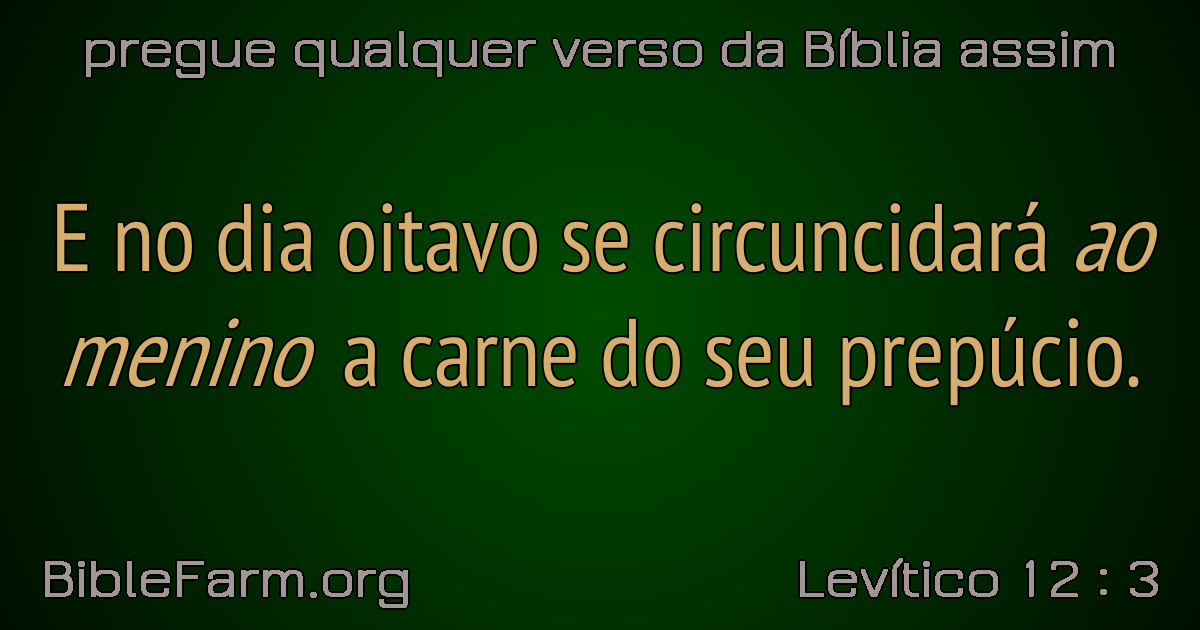 pregue qualquer verso da Bíblia assim
E no dia oitavo se circuncidará ao
menino a carne do seu prepúcio.
BibleFarm.org
Levítico 12 : 3